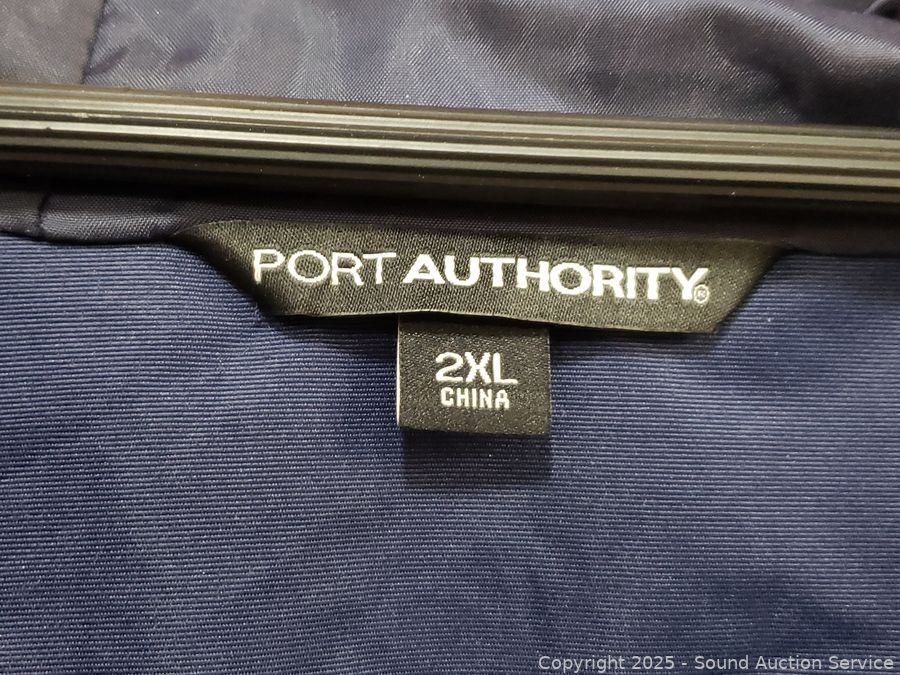 PORT AUTHORITY®
2XL
CHINA
Copyright 2025 - Sound Auction Service